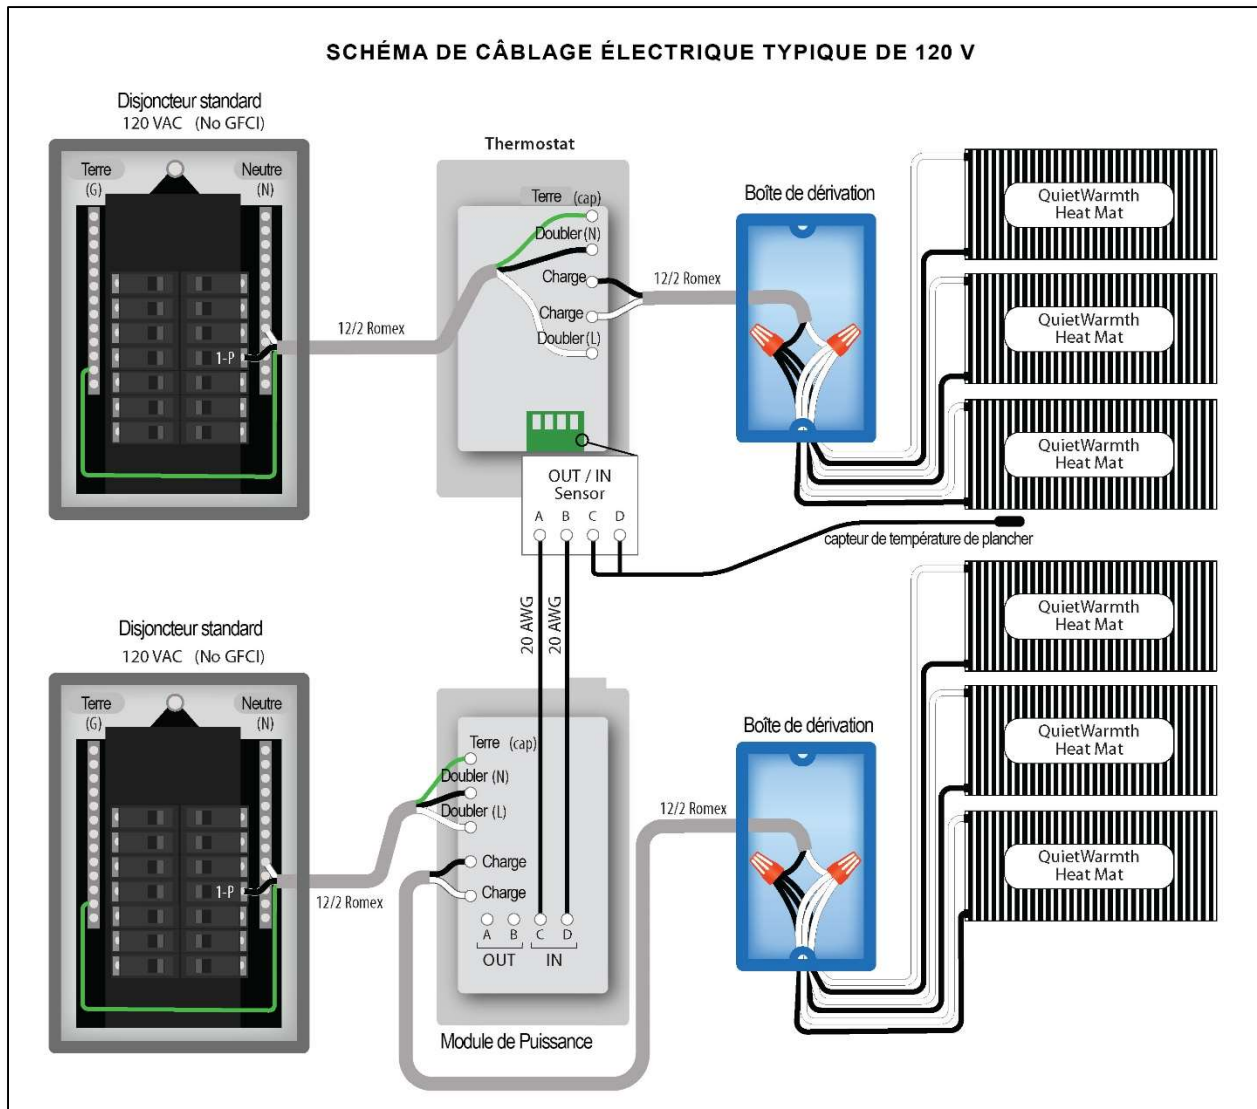 SCHÉMA DE CÂBLAGE ÉLECTRIQUE TYPIQUE DE 120 V
Disjoncteur standard
120 VAC (No GFCI)
Terre
(G)
Neutre
(N)
1-P
12/2 Romex
Thermostat
Terre (cap)
Doubler (N)
Charge
Charge
Doubler (L)
12/2 Romex
Boîte de dérivation
QuietWarmth
Heat Mat
QuietWarmth
Heat Mat
QuietWarmth
Heat Mat
OUT / IN
Sensor
A B C D
capteur de température de plancher
20 AWG
20 AWG
Disjoncteur standard
120 VAC (No GFCI)
Terre
(G)
Neutre
(N)
1-P
12/2 Romex
Terre (cap)
Doubler (N)
Doubler (L)
Charge
Charge
A B C D
OUT IN
Module de Puissance
12/2 Romex
Boîte de dérivation
QuietWarmth
Heat Mat
QuietWarmth
Heat Mat
QuietWarmth
Heat Mat